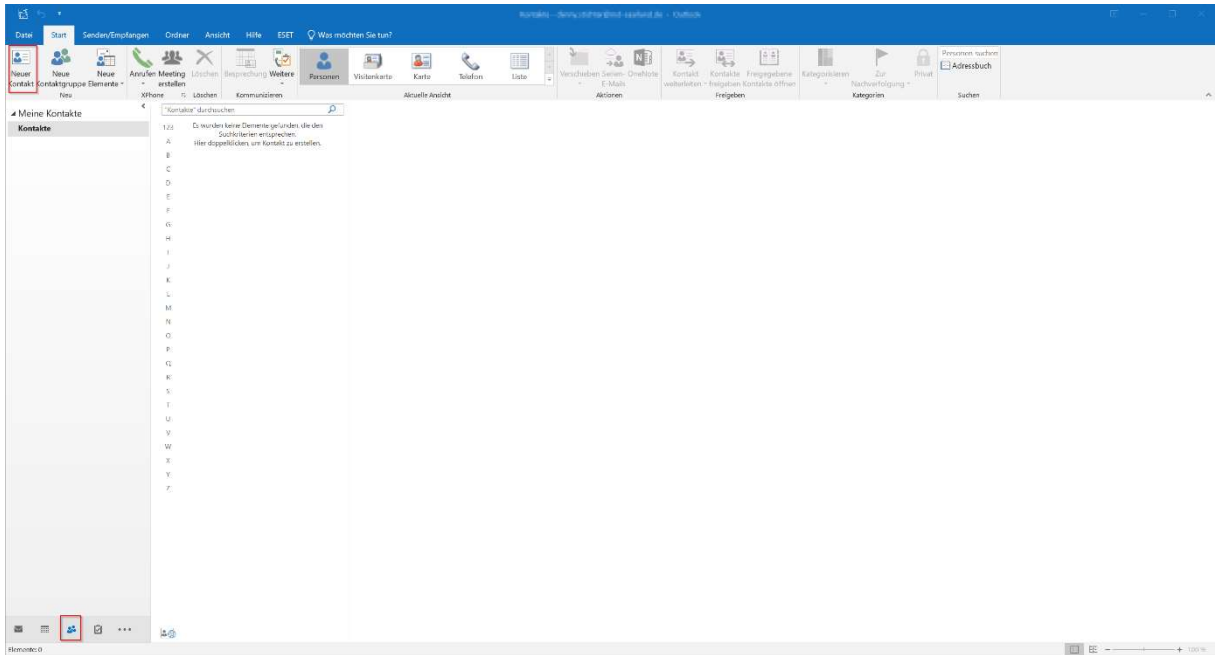 Datei Start Senden/Empfangen Ordner Ansicht Hilfe ESET Was möchten Sie tun?
Neuer Kontakt
Neue Kontaktgruppe
Neue Elemente
Neu
Anrufen
Meeting erstellen
XPhone
Löschen
Löschen
Besprechung
Weitere
Kommunizieren
Personen
Visitenkarte
Karte
Telefon
Liste
Aktuelle Ansicht
Verschieben
Serien-
E-Mails
OneNote
Aktionen
Kontakt weiterleiten
Kontakte freigeben
Freigegebene Kontakte öffnen
Freigeben
Kategorisieren
Zur Nachverfolgung
Privat
Kategorien
Personen suchen
Adressbuch
Suchen
Meine Kontakte
Kontakte
"Kontakte" durchsuchen
Es wurden keine Elemente gefunden, die den
Suchkriterien entsprechen.
Hier doppelklicken, um Kontakt zu erstellen.
123
A
B
C
D
E
F
G
H
I
J
K
L
M
N
O
P
Q
R
S
T
U
V
W
X
Y
Z
Elemente: 0
100 %